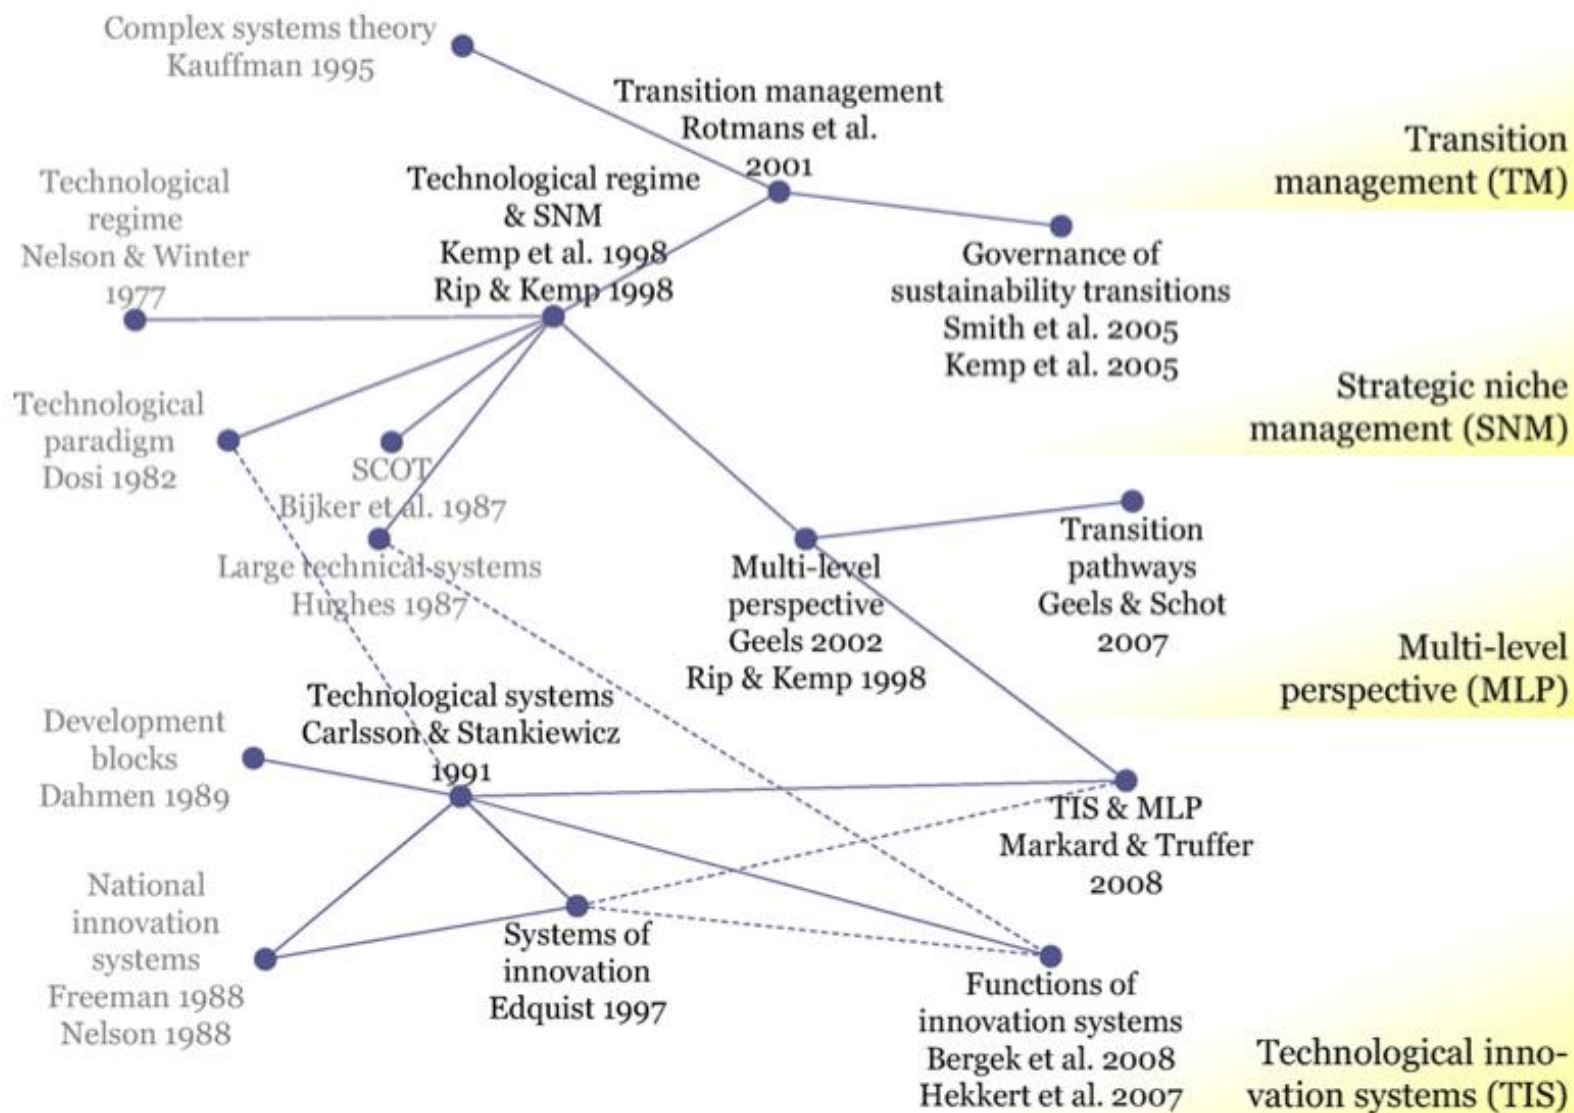 Complex systems theory
Kauffman 1995
Transition management
Rotmans et al.
2001
Transition
management (TM)
Technological
regime
Nelson & Winter
1977
Technological regime
& SNM
Kemp et al. 1998
Rip & Kemp 1998
Governance of
sustainability transitions
Smith et al. 2005
Kemp et al. 2005
Strategic niche
management (SNM)
Technological
paradigm
Dosi 1982
SCOT
Bijker et al. 1987
Large technical systems
Hughes 1987
Multi-level
perspective
Geels 2002
Rip & Kemp 1998
Transition
pathways
Geels & Schot
2007
Multi-level
perspective (MLP)
Development
blocks
Dahmen 1989
Technological systems
Carlsson & Stankiewicz
1991
TIS & MLP
Markard & Truffer
2008
National
innovation
systems
Freeman 1988
Nelson 1988
Systems of
innovation
Edquist 1997
Functions of
innovation systems
Bergek et al. 2008
Hekkert et al. 2007
Technological inno-
vation systems (TIS)